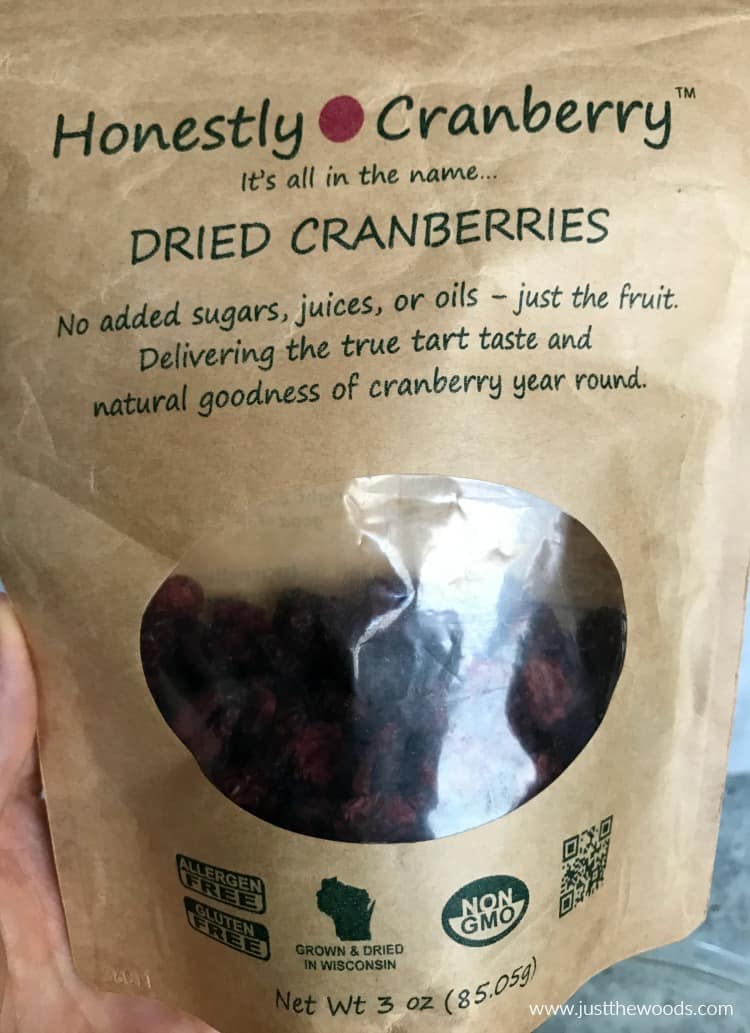 Honestly Cranberry™
It's all in the name...
DRIED CRANBERRIES
No added sugars, juices, or oils – just the fruit.
Delivering the true tart taste and
natural goodness of cranberry year round.
ALLERGEN
FREE
GLUTEN
FREE
GROWN & DRIED
IN WISCONSIN
NON
GMO
Net Wt 3 oz (85.05g)
www.justthewoods.com